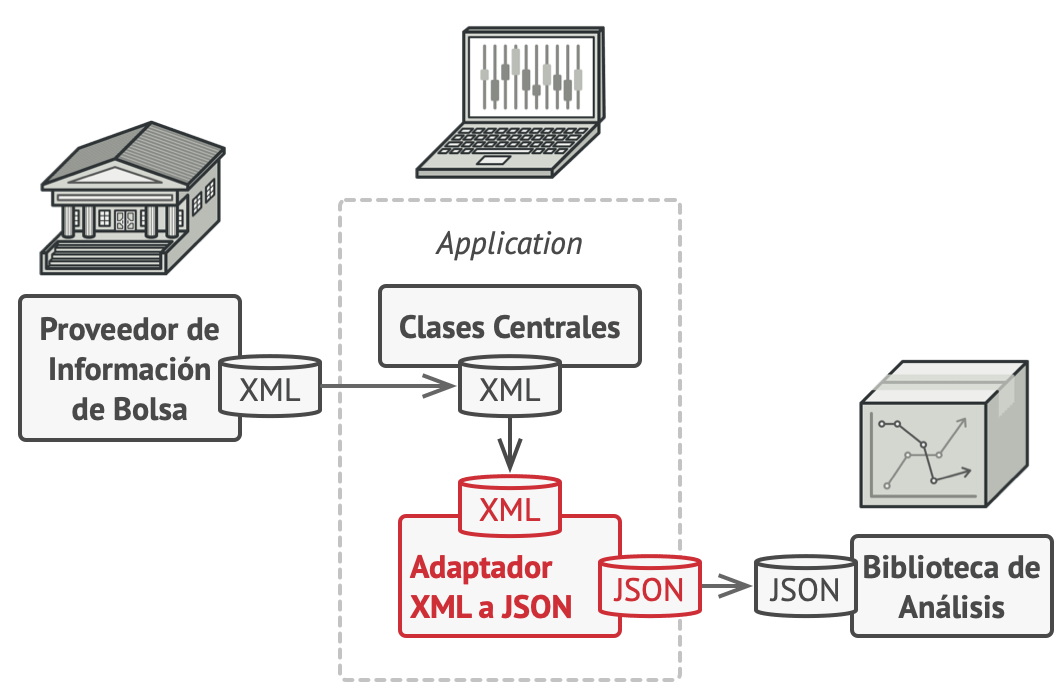 Application
Proveedor de
Información
de Bolsa
XML
Clases Centrales
XML
XML
Adaptador
XML a JSON
JSON
JSON
Biblioteca de
Análisis